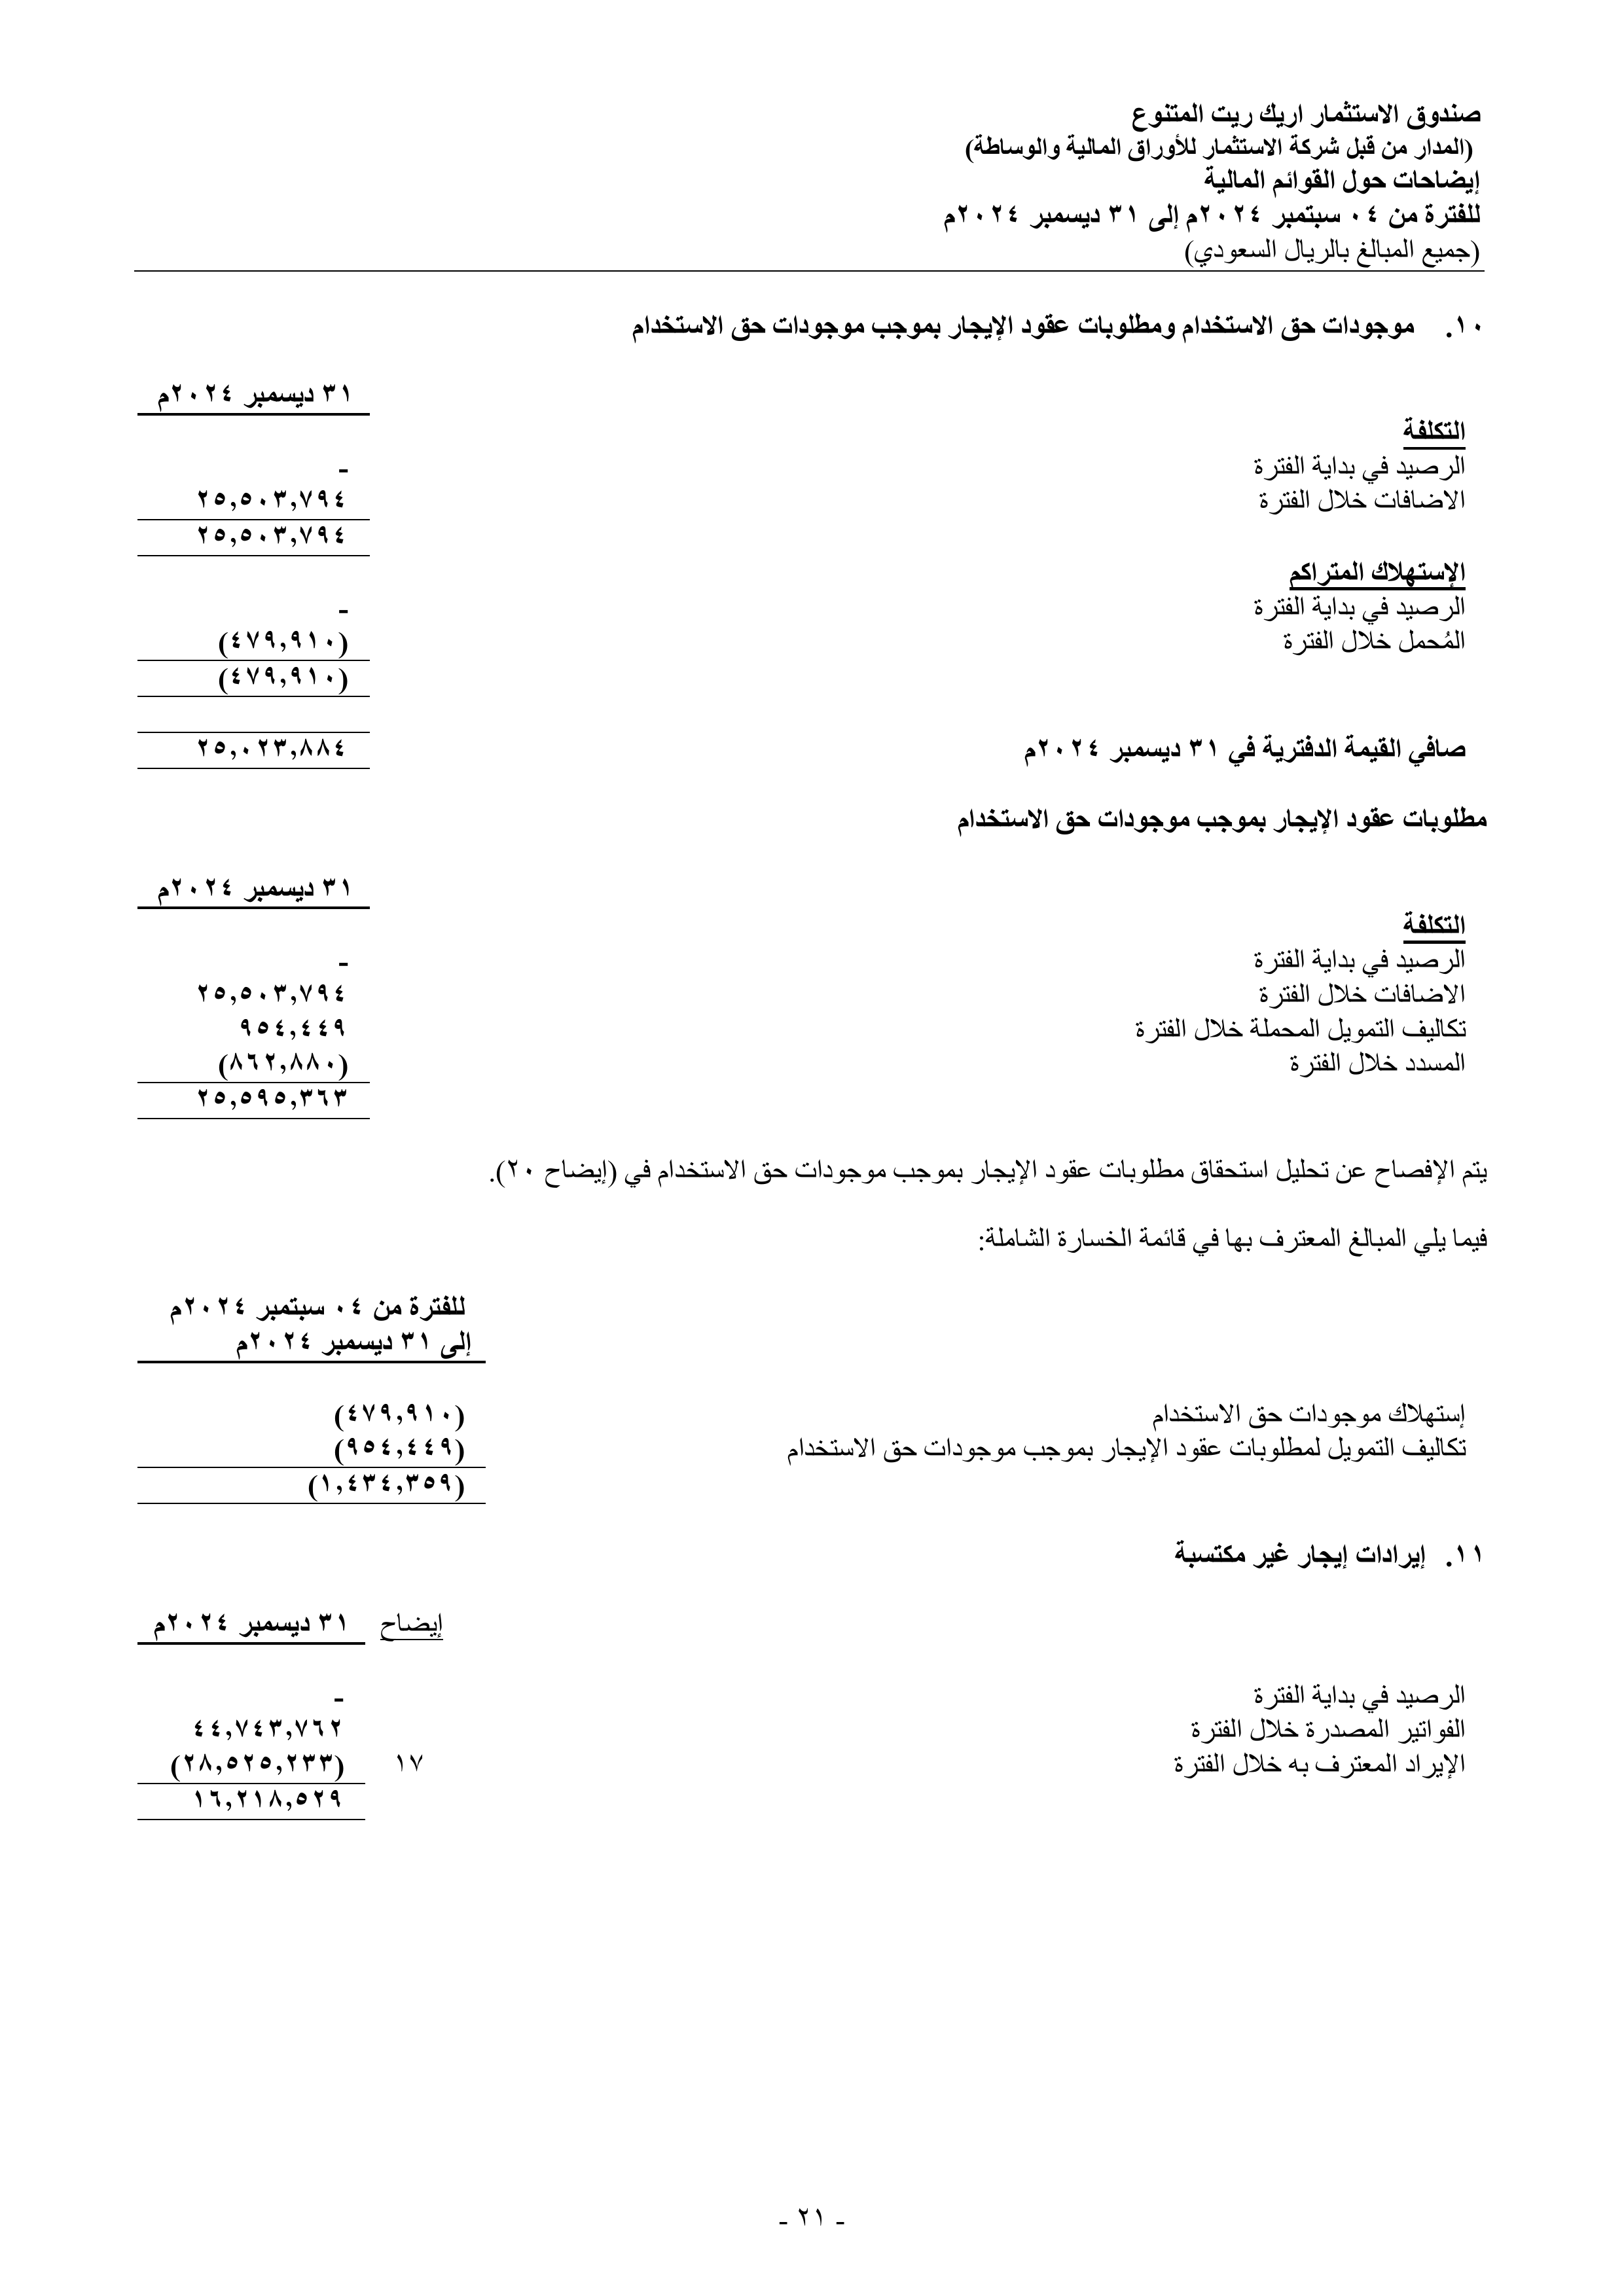 صندوق الاستثمار اريك ريت المتنوع
(المدار من قبل شركة الاستثمار للأوراق المالية والوساطة)
إيضاحات حول القوائم المالية
للفترة من ٠٤ سبتمبر ٢٠٢٤م إلى ٣١ ديسمبر ٢٠٢٤م
(جميع المبالغ بالريال السعودي)
١٠. موجودات حق الاستخدام ومطلوبات عقود الإيجار بموجب موجودات حق الاستخدام
٣١ ديسمبر ٢٠٢٤م
التكلفة
الرصيد في بداية الفترة -
الاضافات خلال الفترة ٢٥,٥٠٣,٧٩٤
٢٥,٥٠٣,٧٩٤
الإستهلاك المتراكم
الرصيد في بداية الفترة -
المُحمل خلال الفترة (٤٧٩,٩١٠)
(٤٧٩,٩١٠)
صافي القيمة الدفترية في ٣١ ديسمبر ٢٠٢٤م ٢٥,٠٢٣,٨٨٤
مطلوبات عقود الإيجار بموجب موجودات حق الاستخدام
٣١ ديسمبر ٢٠٢٤م
التكلفة
الرصيد في بداية الفترة -
الاضافات خلال الفترة ٢٥,٥٠٣,٧٩٤
تكاليف التمويل المحملة خلال الفترة ٩٥٤,٤٤٩
المسدد خلال الفترة (٨٦٢,٨٨٠)
٢٥,٥٩٥,٣٦٣
يتم الإفصاح عن تحليل استحقاق مطلوبات عقود الإيجار بموجب موجودات حق الاستخدام في (إيضاح ٢٠).
فيما يلي المبالغ المعترف بها في قائمة الخسارة الشاملة:
للفترة من ٠٤ سبتمبر ٢٠٢٤م
إلى ٣١ ديسمبر ٢٠٢٤م
إستهلاك موجودات حق الاستخدام (٤٧٩,٩١٠)
تكاليف التمويل لمطلوبات عقود الإيجار بموجب موجودات حق الاستخدام (٩٥٤,٤٤٩)
(١,٤٣٤,٣٥٩)
١١. إيرادات إيجار غير مكتسبة
إيضاح ٣١ ديسمبر ٢٠٢٤م
الرصيد في بداية الفترة -
الفواتير المصدرة خلال الفترة ٤٤,٧٤٣,٧٦٢
الإيراد المعترف به خلال الفترة ١٧ (٢٨,٥٢٥,٢٣٣)
١٦,٢١٨,٥٢٩
- ٢١ -